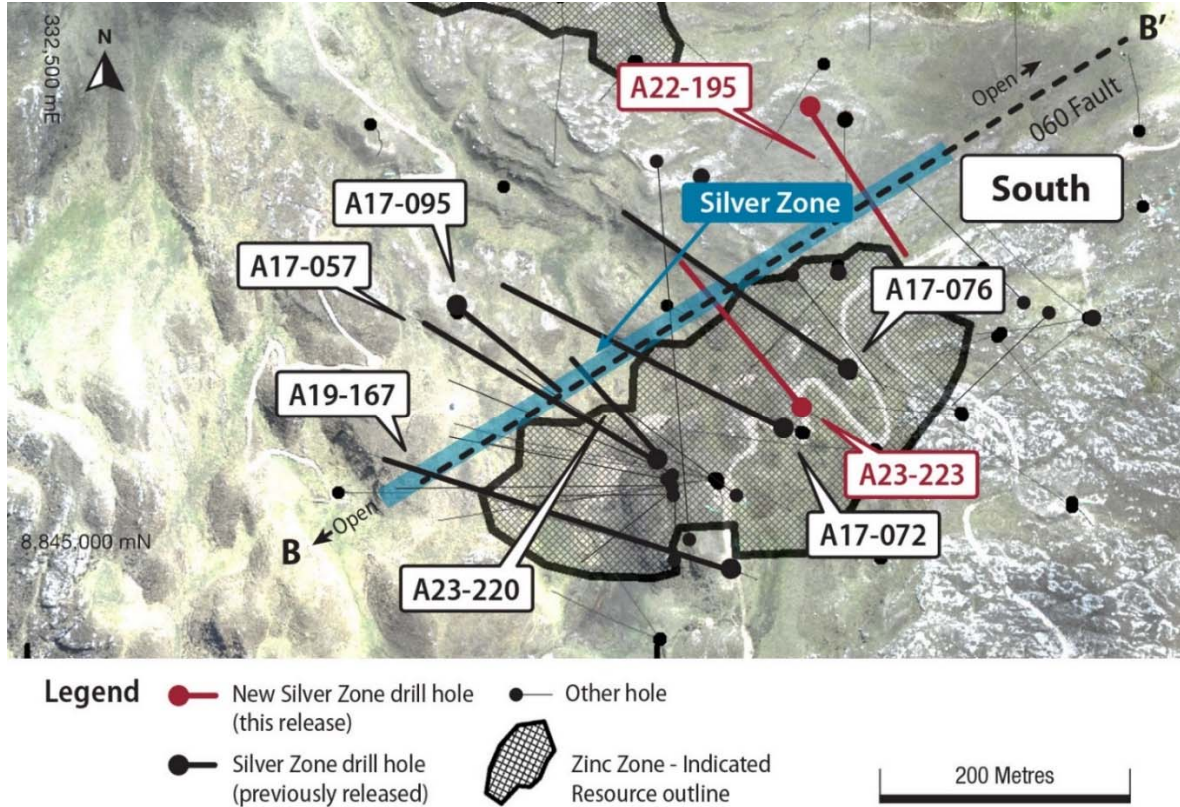 332,500 mE
N
B'
Open
060 Fault
A22-195
South
Silver Zone
A17-095
A17-057
A17-076
A19-167
A23-223
Open
B
8,845,000 mN
A17-072
A23-220
Legend
New Silver Zone drill hole
(this release)
Other hole
Silver Zone drill hole
(previously released)
Zinc Zone - Indicated
Resource outline
200 Metres